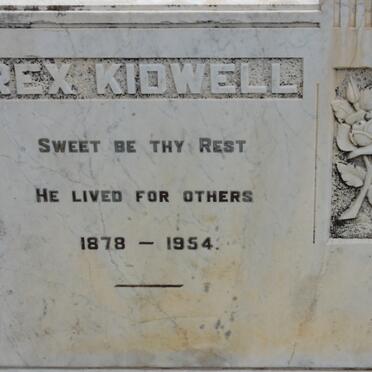 REX KIDWELL
SWEET BE THY REST
HE LIVED FOR OTHERS
1878 – 1954.